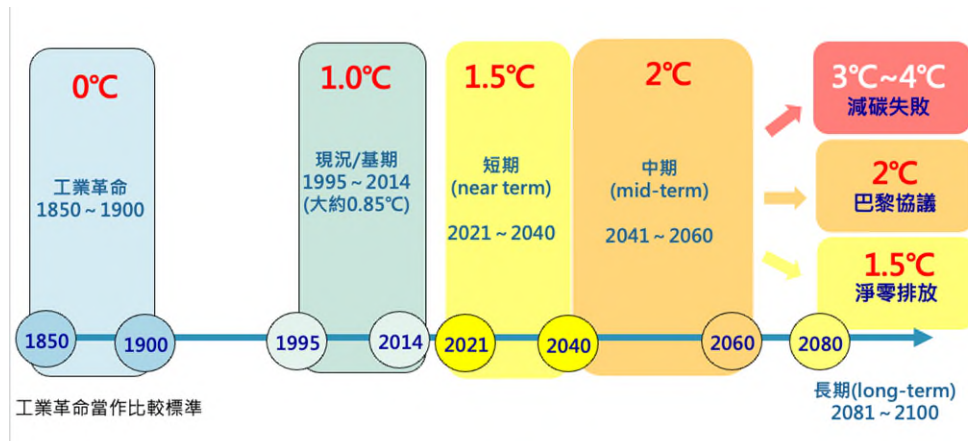 0℃
工業革命
1850~1900
1.0℃
現況/基期
1995~2014
(大約0.85℃)
1.5℃
短期
(near term)
2021~2040
2℃
中期
(mid-term)
2041~2060
3℃~4℃
減碳失敗
2℃
巴黎協議
1.5℃
淨零排放
1850
1900
1995
2014
2021
2040
2060
2080
工業革命當作比較標準
長期(long-term)
2081~2100